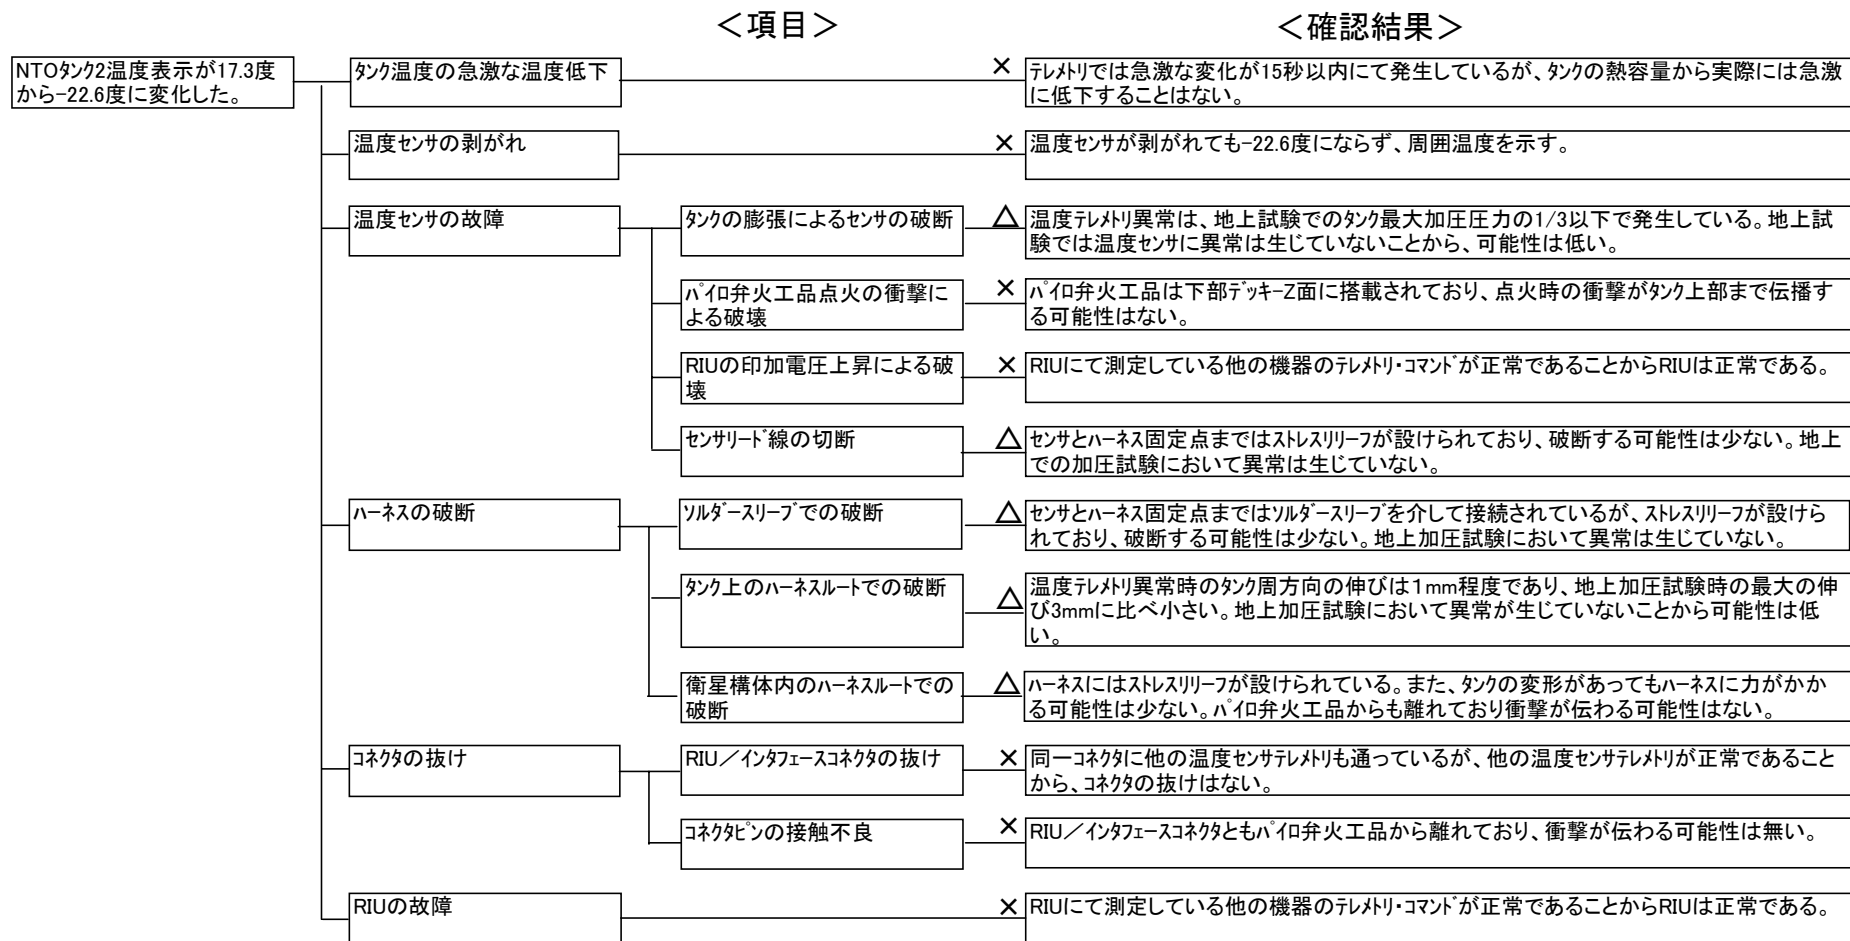 ＜項目＞
＜確認結果＞
NTOﾀﾝｸ2温度表示が17.3度
から-22.6度に変化した。
ﾀﾝｸ温度の急激な温度低下
×
ﾃﾚﾒﾄﾘでは急激な変化が15秒以内にて発生しているが、ﾀﾝｸの熱容量から実際には急激
に低下することはない。
温度ｾﾝｻの剥がれ
×
温度ｾﾝｻが剥がれても-22.6度にならず、周囲温度を示す。
温度ｾﾝｻの故障
ﾀﾝｸの膨張によるｾﾝｻの破断
△
温度ﾃﾚﾒﾄﾘ異常は、地上試験でのﾀﾝｸ最大加圧圧力の1/3以下で発生している。地上試
験では温度ｾﾝｻに異常は生じていないことから、可能性は低い。
ﾊﾟｲﾛ弁火工品点火の衝撃に
よる破壊
×
ﾊﾟｲﾛ弁火工品は下部ﾃﾞｯｷ-Z面に搭載されており、点火時の衝撃がﾀﾝｸ上部まで伝播す
る可能性はない。
RIUの印加電圧上昇による破
壊
×
RIUにて測定している他の機器のﾃﾚﾒﾄﾘ・ｺﾏﾝﾄﾞが正常であることからRIUは正常である。
ｾﾝｻﾘｰﾄﾞ線の切断
△
ｾﾝｻとﾊｰﾈｽ固定点まではｽﾄﾚｽﾘﾘｰﾌが設けられており、破断する可能性は少ない。地上
での加圧試験において異常は生じていない。
ﾊｰﾈｽの破断
ｿﾙﾀﾞｰｽﾘｰﾌﾞでの破断
△
ｾﾝｻとﾊｰﾈｽ固定点まではｿﾙﾀﾞｰｽﾘｰﾌﾞを介して接続されているが、ｽﾄﾚｽﾘﾘｰﾌが設けら
れており、破断する可能性は少ない。地上加圧試験において異常は生じていない。
ﾀﾝｸ上のﾊｰﾈｽﾙｰﾄでの破断
△
温度ﾃﾚﾒﾄﾘ異常時のﾀﾝｸ周方向の伸びは１mm程度であり、地上加圧試験時の最大の伸
び3mmに比べ小さい。地上加圧試験において異常が生じていないことから可能性は低
い。
衛星構体内のﾊｰﾈｽﾙｰﾄでの
破断
△
ﾊｰﾈｽにはｽﾄﾚｽﾘﾘｰﾌが設けられている。また、ﾀﾝｸの変形があってもﾊｰﾈｽに力がかか
る可能性は少ない。ﾊﾟｲﾛ弁火工品からも離れており衝撃が伝わる可能性はない。
ｺﾈｸﾀの抜け
RIU／ｲﾝﾀﾌｪｰｽｺﾈｸﾀの抜け
×
同一ｺﾈｸﾀに他の温度ｾﾝｻﾃﾚﾒﾄﾘも通っているが、他の温度ｾﾝｻﾃﾚﾒﾄﾘが正常であること
から、ｺﾈｸﾀの抜けはない。
ｺﾈｸﾀﾋﾟﾝの接触不良
×
RIU／ｲﾝﾀﾌｪｰｽｺﾈｸﾀともﾊﾟｲﾛ弁火工品から離れており、衝撃が伝わる可能性は無い。
RIUの故障
×
RIUにて測定している他の機器のﾃﾚﾒﾄﾘ・ｺﾏﾝﾄﾞが正常であることからRIUは正常である。